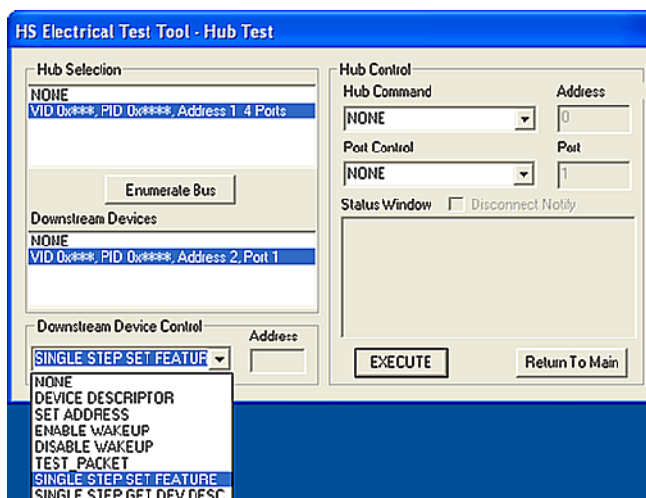 HS Electrical Test Tool - Hub Test
Hub Selection
NONE
VID 0x***, PID 0x****, Address 1 4 Ports
Enumerate Bus
Downstream Devices
NONE
VID 0x***, PID 0x****, Address 2, Port 1
Downstream Device Control
Address
SINGLE STEP SET FEATUR
NONE
DEVICE DESCRIPTOR
SET ADDRESS
ENABLE WAKEUP
DISABLE WAKEUP
TEST_PACKET
SINGLE STEP SET FEATURE
SINGLE STEP GET DEV DESC
Hub Control
Hub Command
Address
NONE
0
Port Control
Port
NONE
1
Status Window
Disconnect Notify
EXECUTE
Return To Main